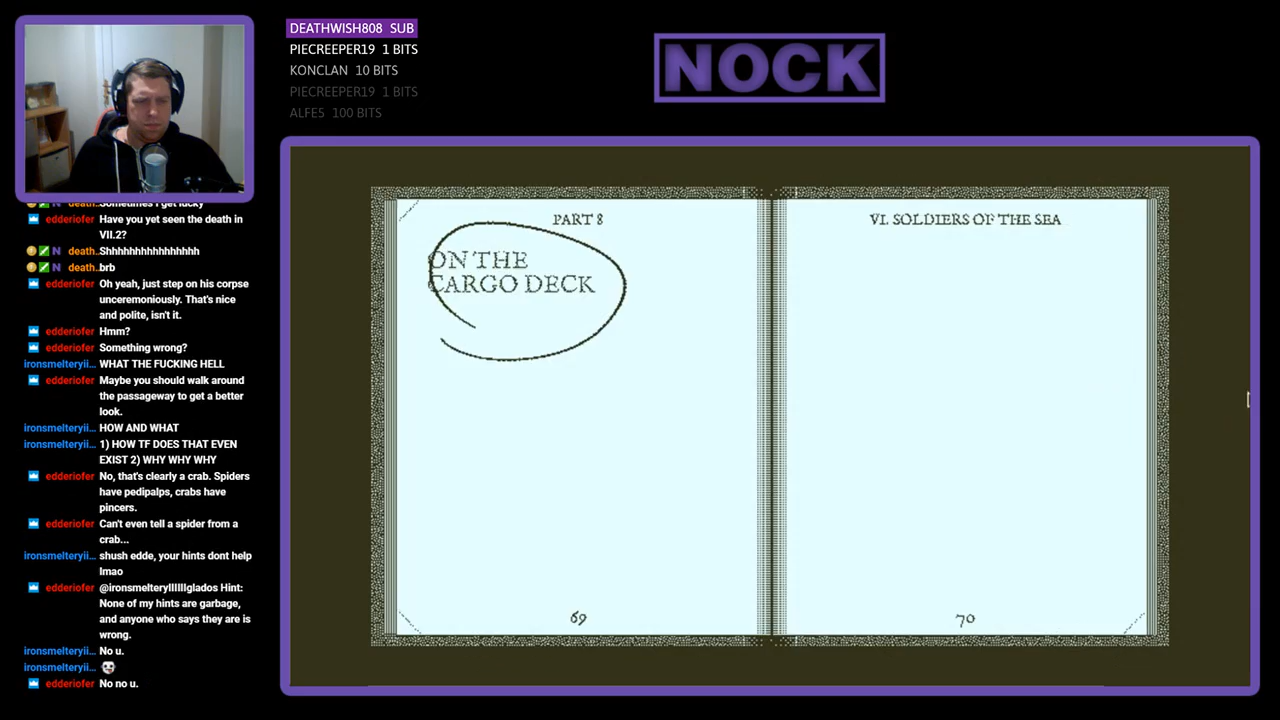 DEATHWISH808 SUB
PIECREEPER19 1 BITS
KONCLAN 10 BITS
PIECREEPER19 1 BITS
ALFE5 100 BITS
NOCK
death.. Sometimes I get lucky
edderiofer Have you yet seen the death in
VII.2?
death.. Shhhhhhhhhhhhhhhh
death.. brb
edderiofer Oh yeah, just step on his corpse
unceremoniously. That's nice
and polite, isn't it.
edderiofer Hmm?
edderiofer Something wrong?
ironsmelteryii... WHAT THE FUCKING HELL
edderiofer Maybe you should walk around
the passageway to get a better
look.
ironsmelteryii... HOW AND WHAT
ironsmelteryii... 1) HOW TF DOES THAT EVEN
EXIST 2) WHY WHY WHY
edderiofer No, that's clearly a crab. Spiders
have pedipalps, crabs have
pincers.
edderiofer Can't even tell a spider from a
crab...
ironsmelteryii... shush edde, your hints dont help
lmao
edderiofer @ironsmelteryIIIIIIglados Hint:
None of my hints are garbage,
and anyone who says they are is
wrong.
ironsmelteryii... No u.
ironsmelteryii...
edderiofer No no u.
PART 8
ON THE
CARGO DECK
69
VI. SOLDIERS OF THE SEA
70